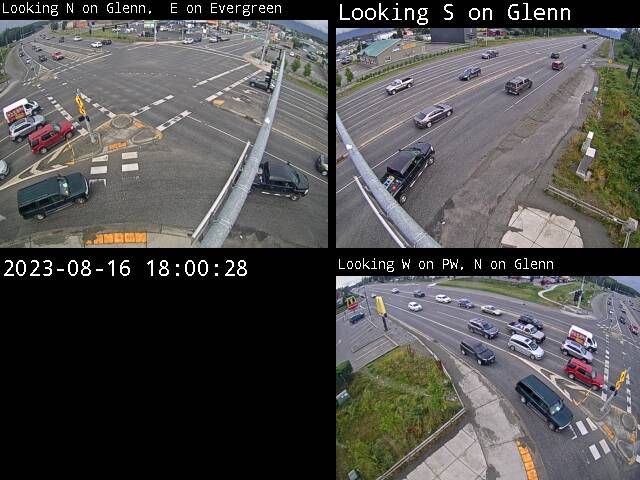 Looking N on Glenn, E on Evergreen
Looking S on Glenn
2023-08-16 18:00:28
Looking W on PW, N on Glenn